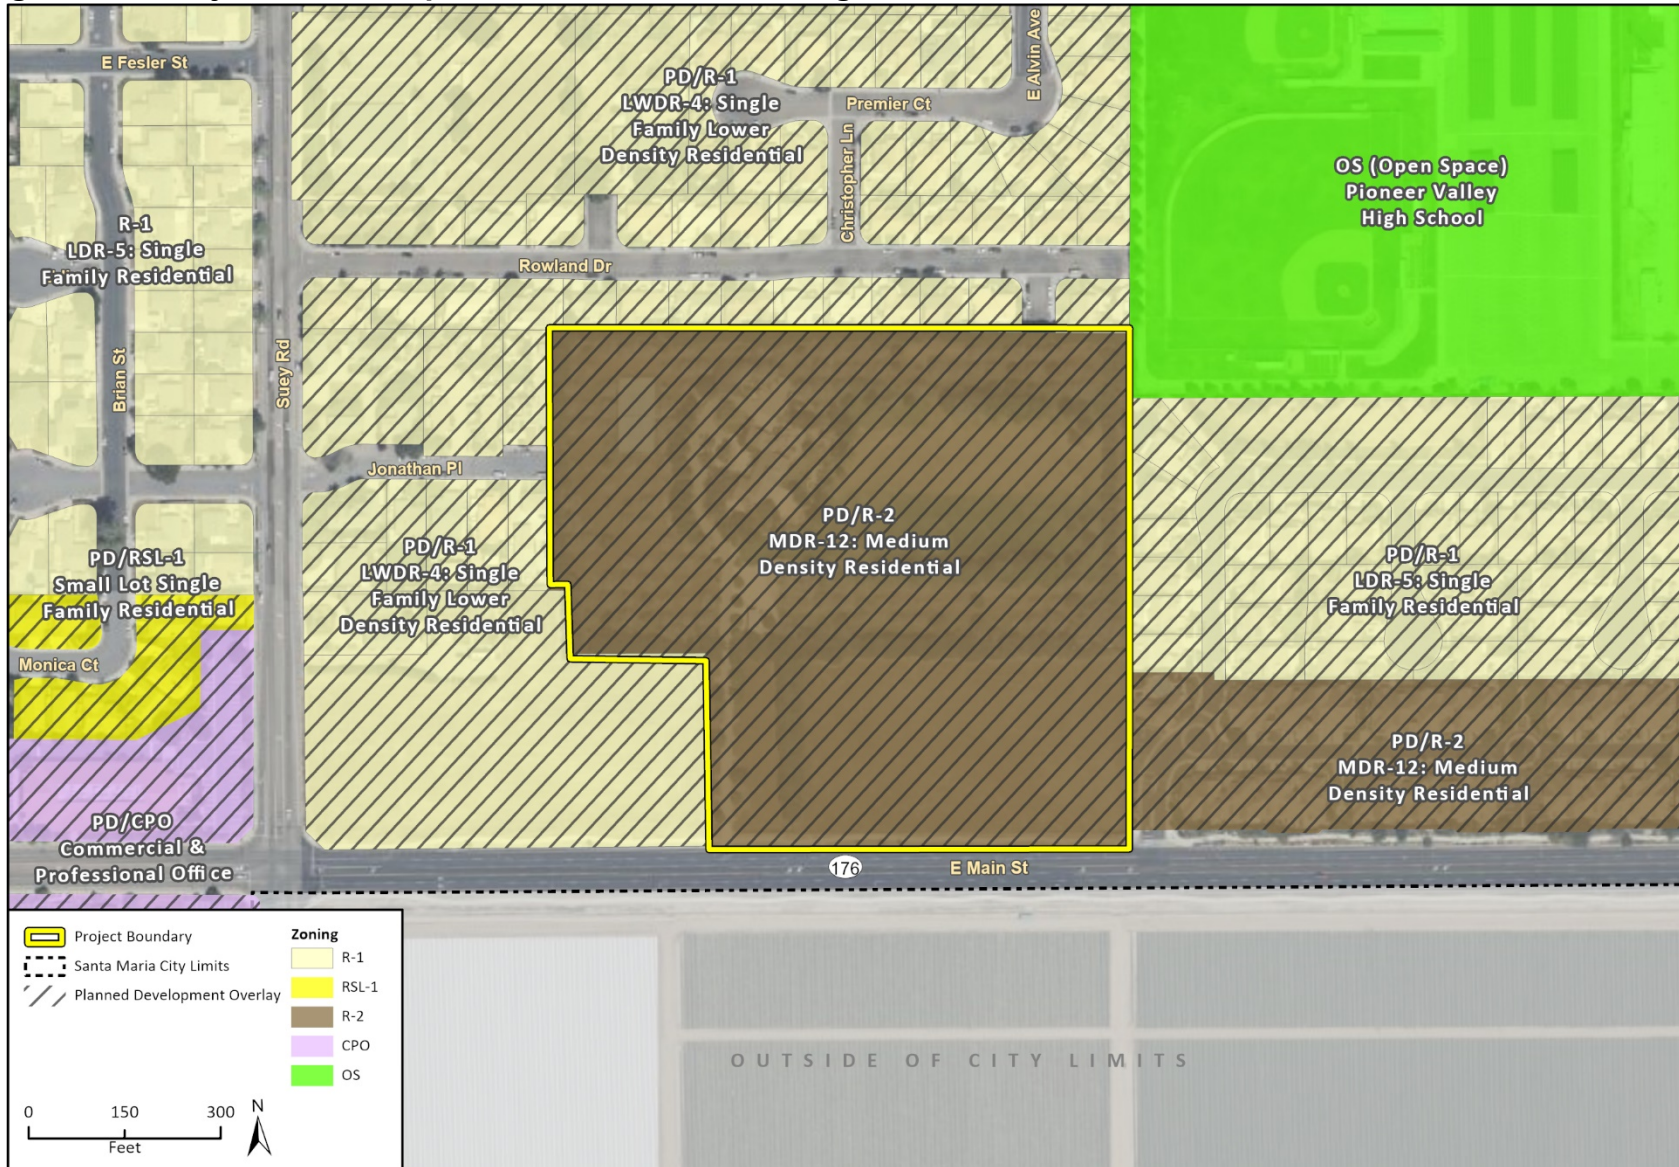 E Fesler St
E Alvin Ave
PD/R-1
LWDR-4: Single
Family Lower
Density Residential
Premier Ct
Christopher Ln
OS (Open Space)
Pioneer Valley
High School
R-1
LDR-5: Single
Family Residential
Rowland Dr
Brian St
Suey Rd
Jonathan Pl
PD/R-2
MDR-12: Medium
Density Residential
PD/R-1
LWDR-4: Single
Family Lower
Density Residential
PD/R-1
LDR-5: Single
Family Residential
PD/RSL-1
Small Lot Single
Family Residential
Monica Ct
PD/R-2
MDR-12: Medium
Density Residential
PD/CPO
Commercial &
Professional Office
176
E Main St
Project Boundary
Santa Maria City Limits
Planned Development Overlay
Zoning
R-1
RSL-1
R-2
CPO
OS
0 150 300
Feet
N
OUTSIDE OF CITY LIMITS